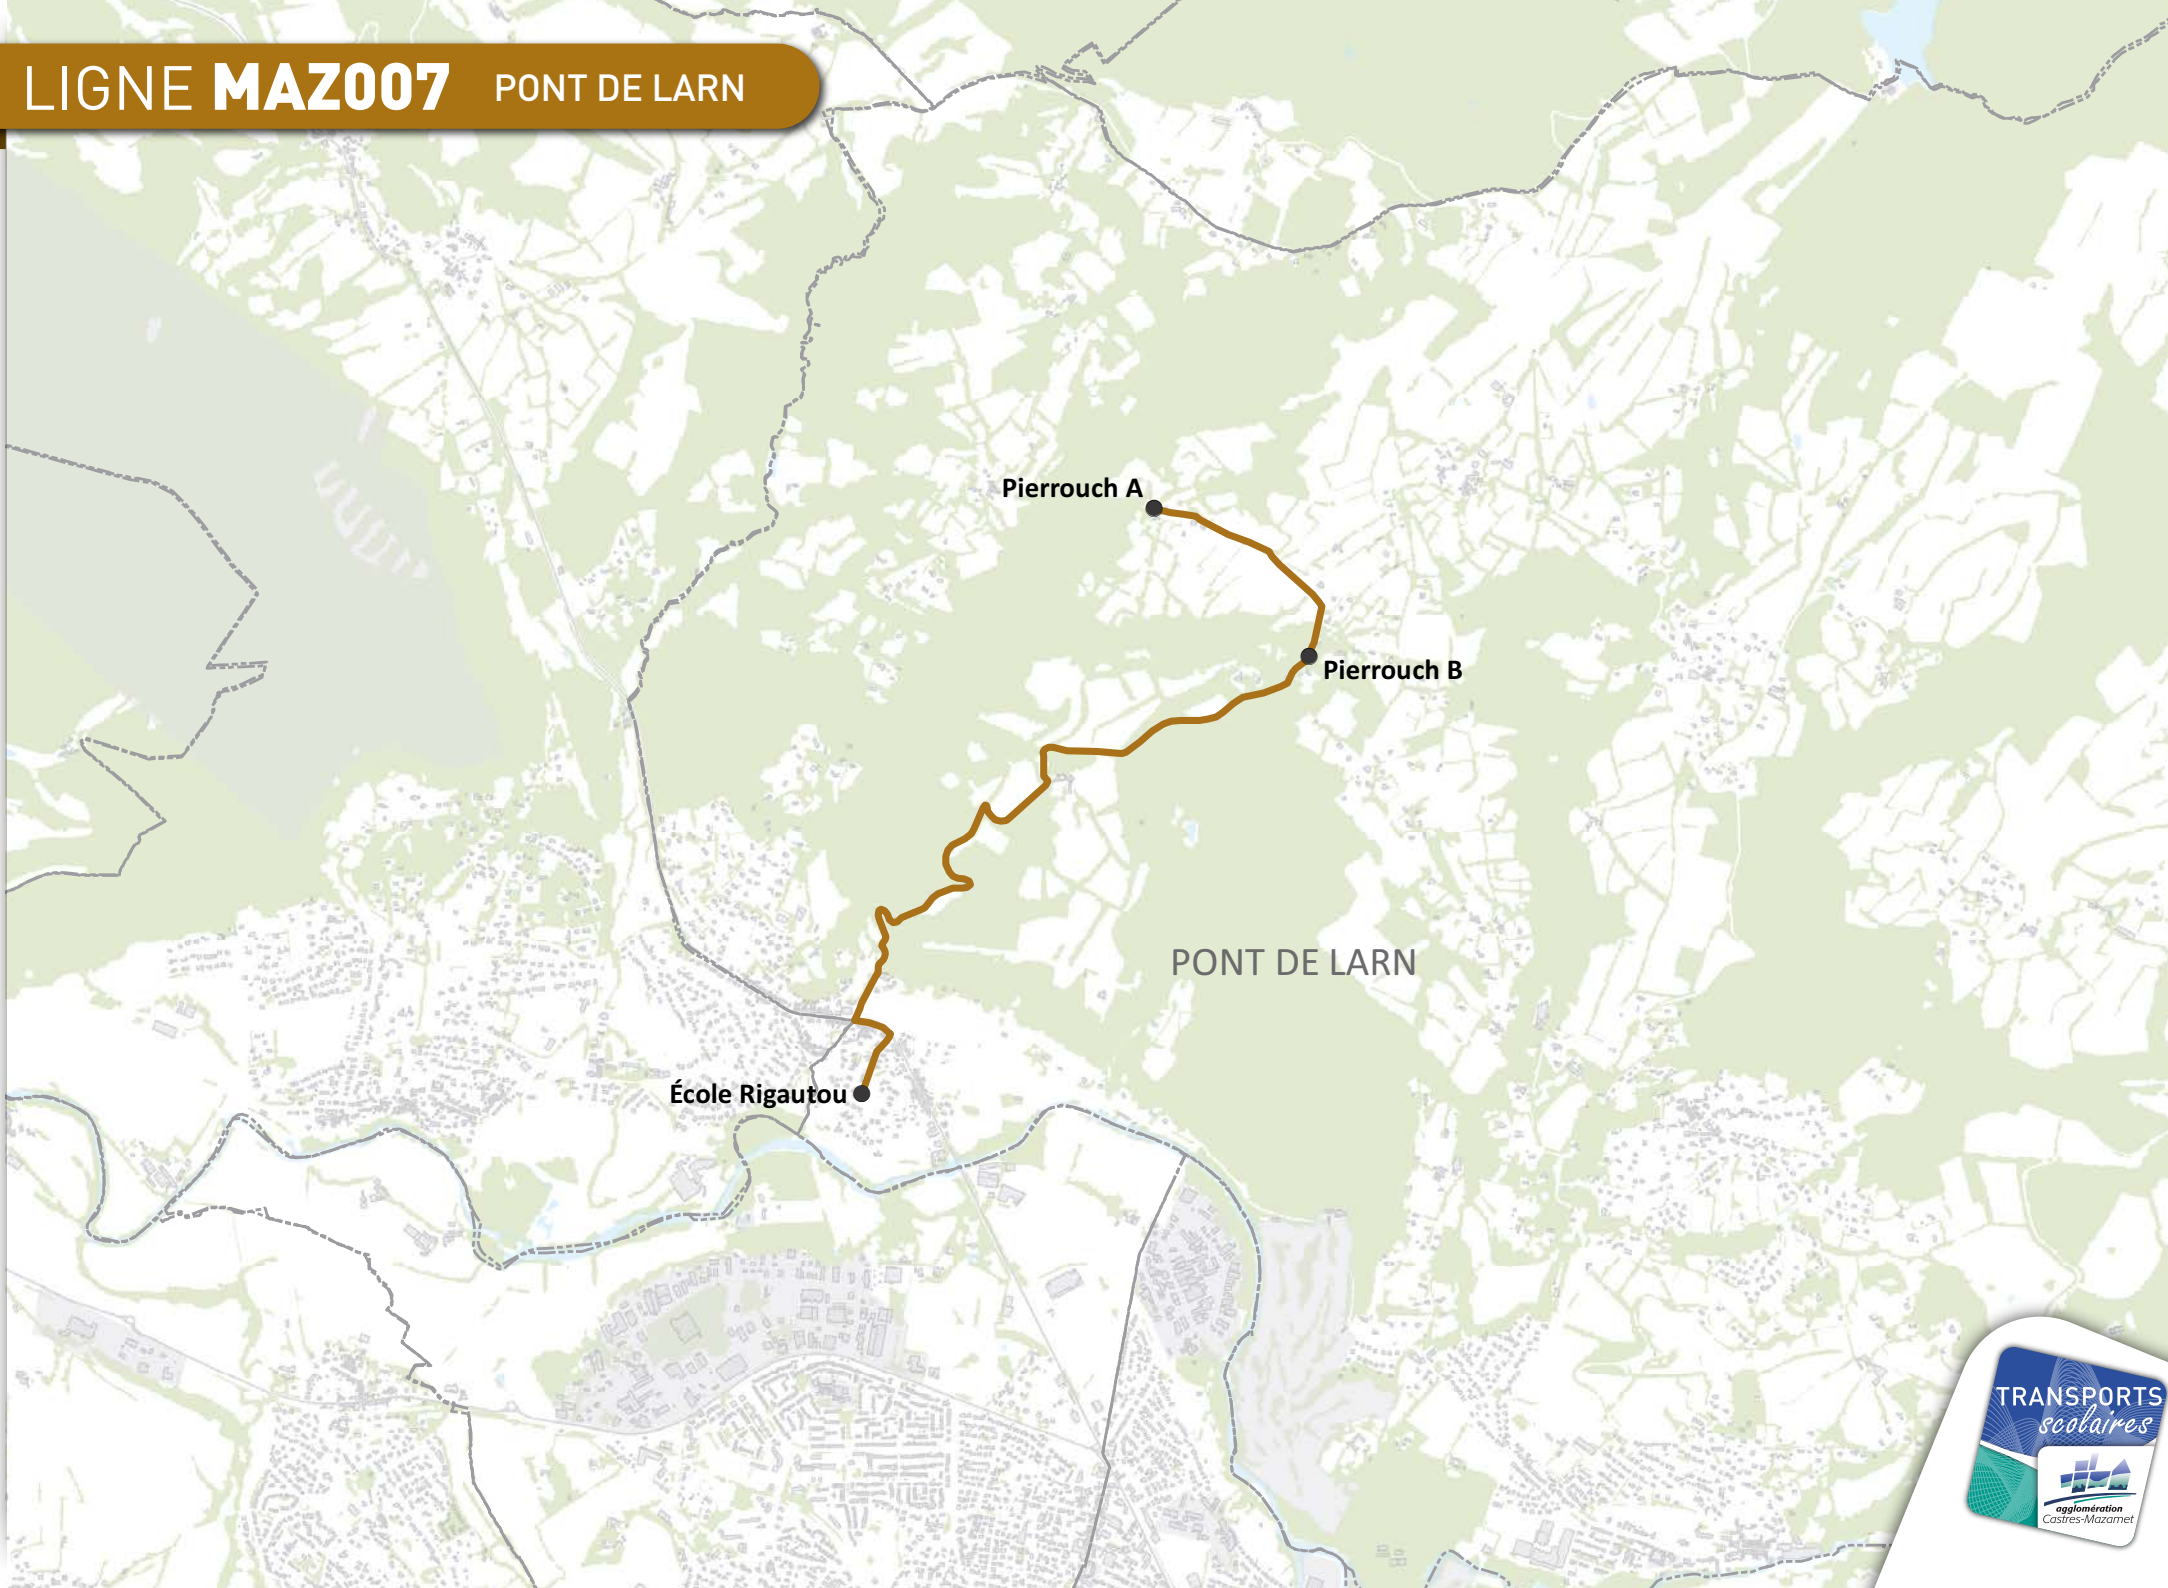 LIGNE MAZ007 PONT DE LARN
Pierrouch A
Pierrouch B
PONT DE LARN
École Rigautou
TRANSPORTS
scolaires
agglomération
Castres-Mazamet